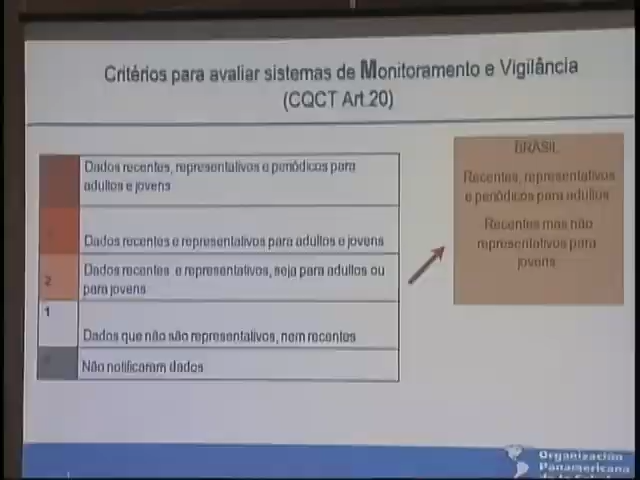 Critérios para avaliar sistemas de Monitoramento e Vigilância
(CQCT Art.20)
Dados recentes, representativos e periódicos para
adultos e jovens
Dados recentes e representativos para adultos e jovens
2
Dados recentes e representativos, seja para adultos ou
para jovens
1
Dados que não são representativos, nem recentes
Não notificaram dados
BRASIL
Recentes, representativos
e periódicos para adultos
Recentes mas não
representativos para
jovens
Organización
Panamericana